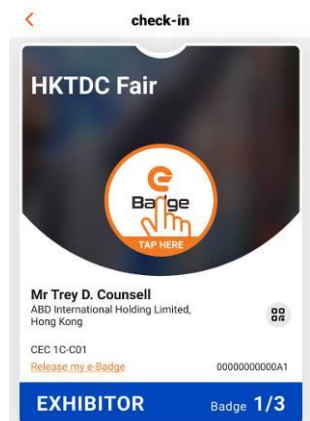 check-in
HKTDC Fair
Badge
TAP HERE
Mr Trey D. Counsell
ABD International Holding Limited,
Hong Kong
CEC 1C-C01
Release my e-Badge
00000000000A1
EXHIBITOR
Badge 1/3